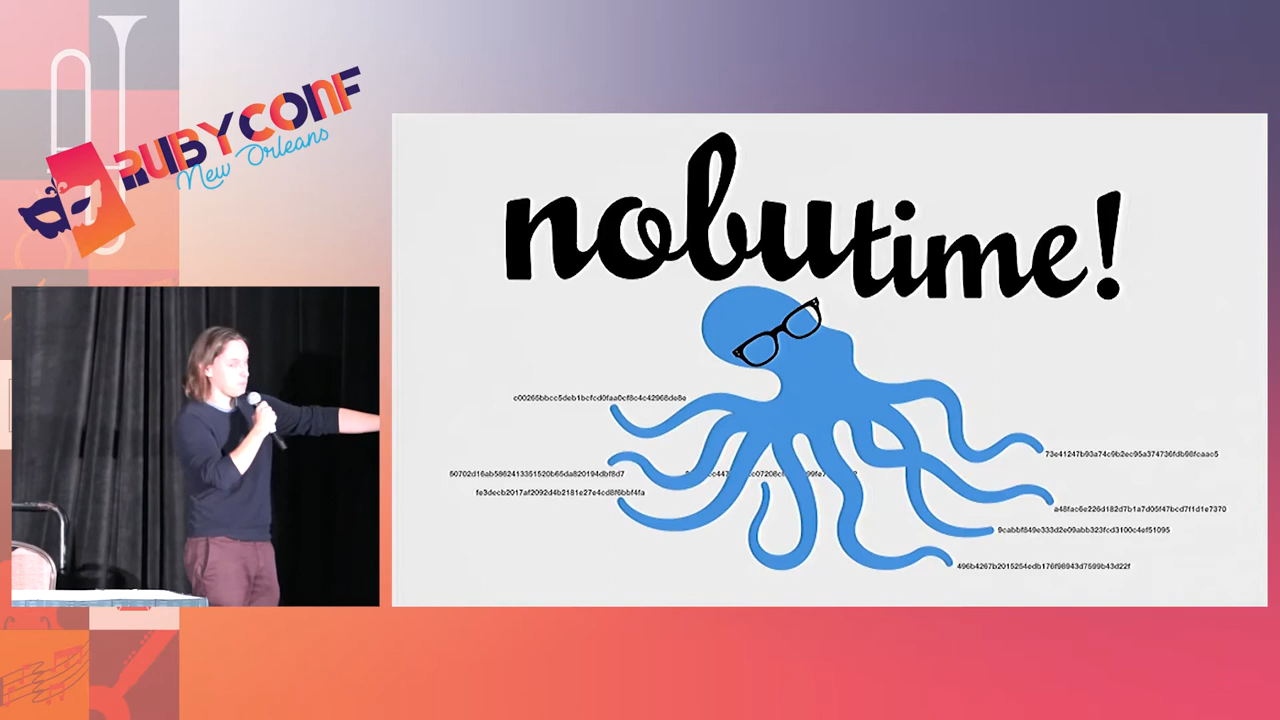 RUBYCONF
New Orleans
nobutime!
c00265bbcc5deb1bcfcd0faa0cf8c4c42968de8e
73e41247b93a74c9b2ec95a374736fdb98fcaac5
50702d16ab5862413351520b65da820194dbf8d7
fe3decb2017af2092d4b2181e27e4cd8f6bbf4fa
a48fac6e226d182d7b1a7d05f47bcd7f1d1e7370
9cabbf849e333d2e09abb323fcd3100c4ef51095
496b4267b2015254edb176f98943d7599b43d22f